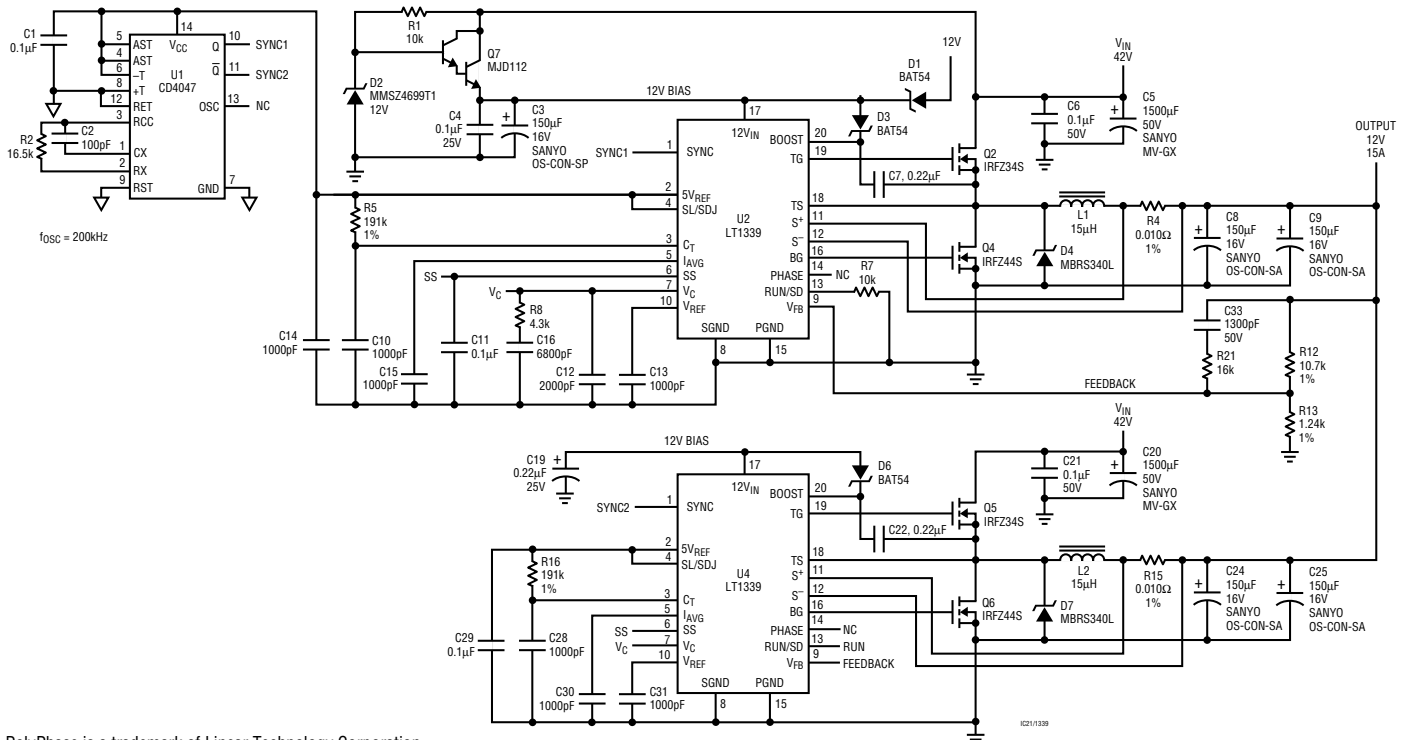 C1
0.1µF
14
VCC
5
AST
4
AST
6
–T
8
+T
12
RET
3
RCC
1
CX
2
RX
9
RST
U1
CD4047
Q
10
SYNC1
Q̅
11
SYNC2
OSC
13
NC
GND
7
R2
16.5k
C2
100pF
fOSC = 200kHz
R1
10k
Q7
MJD112
D2
MMSZ4699T1
12V
C4
0.1µF
25V
+
C3
150µF
16V
SANYO
OS-CON-SP
12V BIAS
D1
BAT54
12V
D3
BAT54
VIN
42V
C6
0.1µF
50V
+
C5
1500µF
50V
SANYO
MV-GX
OUTPUT
12V
15A
17
12VIN
SYNC1
1
SYNC
BOOST
20
TG
19
Q2
IRFZ34S
C7, 0.22µF
2
5VREF
4
SL/SDJ
U2
LT1339
TS
18
S+
11
S–
12
BG
16
PHASE
14
NC
RUN/SD
13
VFB
9
R7
10k
3
CT
5
IAVG
6
SS
7
VC
10
VREF
SGND
8
PGND
15
R5
191k
1%
SS
VC
R8
4.3k
C14
1000pF
C10
1000pF
C15
1000pF
C11
0.1µF
C16
6800pF
C12
2000pF
C13
1000pF
Q4
IRFZ44S
D4
MBRS340L
L1
15µH
R4
0.010Ω
1%
+
C8
150µF
16V
SANYO
OS-CON-SA
+
C9
150µF
16V
SANYO
OS-CON-SA
C33
1300pF
50V
R21
16k
R12
10.7k
1%
FEEDBACK
R13
1.24k
1%
12V BIAS
C19
0.22µF
25V
+
17
12VIN
D6
BAT54
VIN
42V
C21
0.1µF
50V
+
C20
1500µF
50V
SANYO
MV-GX
SYNC2
1
SYNC
BOOST
20
TG
19
Q5
IRFZ34S
C22, 0.22µF
2
5VREF
4
SL/SDJ
U4
LT1339
TS
18
S+
11
S–
12
BG
16
PHASE
14
NC
RUN/SD
13
RUN
VFB
9
FEEDBACK
R16
191k
1%
3
CT
5
IAVG
SS
6
SS
VC
7
VC
10
VREF
SGND
8
PGND
15
C29
0.1µF
C28
1000pF
C30
1000pF
C31
1000pF
Q6
IRFZ44S
D7
MBRS340L
L2
15µH
R15
0.010Ω
1%
+
C24
150µF
16V
SANYO
OS-CON-SA
+
C25
150µF
16V
SANYO
OS-CON-SA
IC21/1339
PolyPhase is a trademark of Linear Technology Corporation